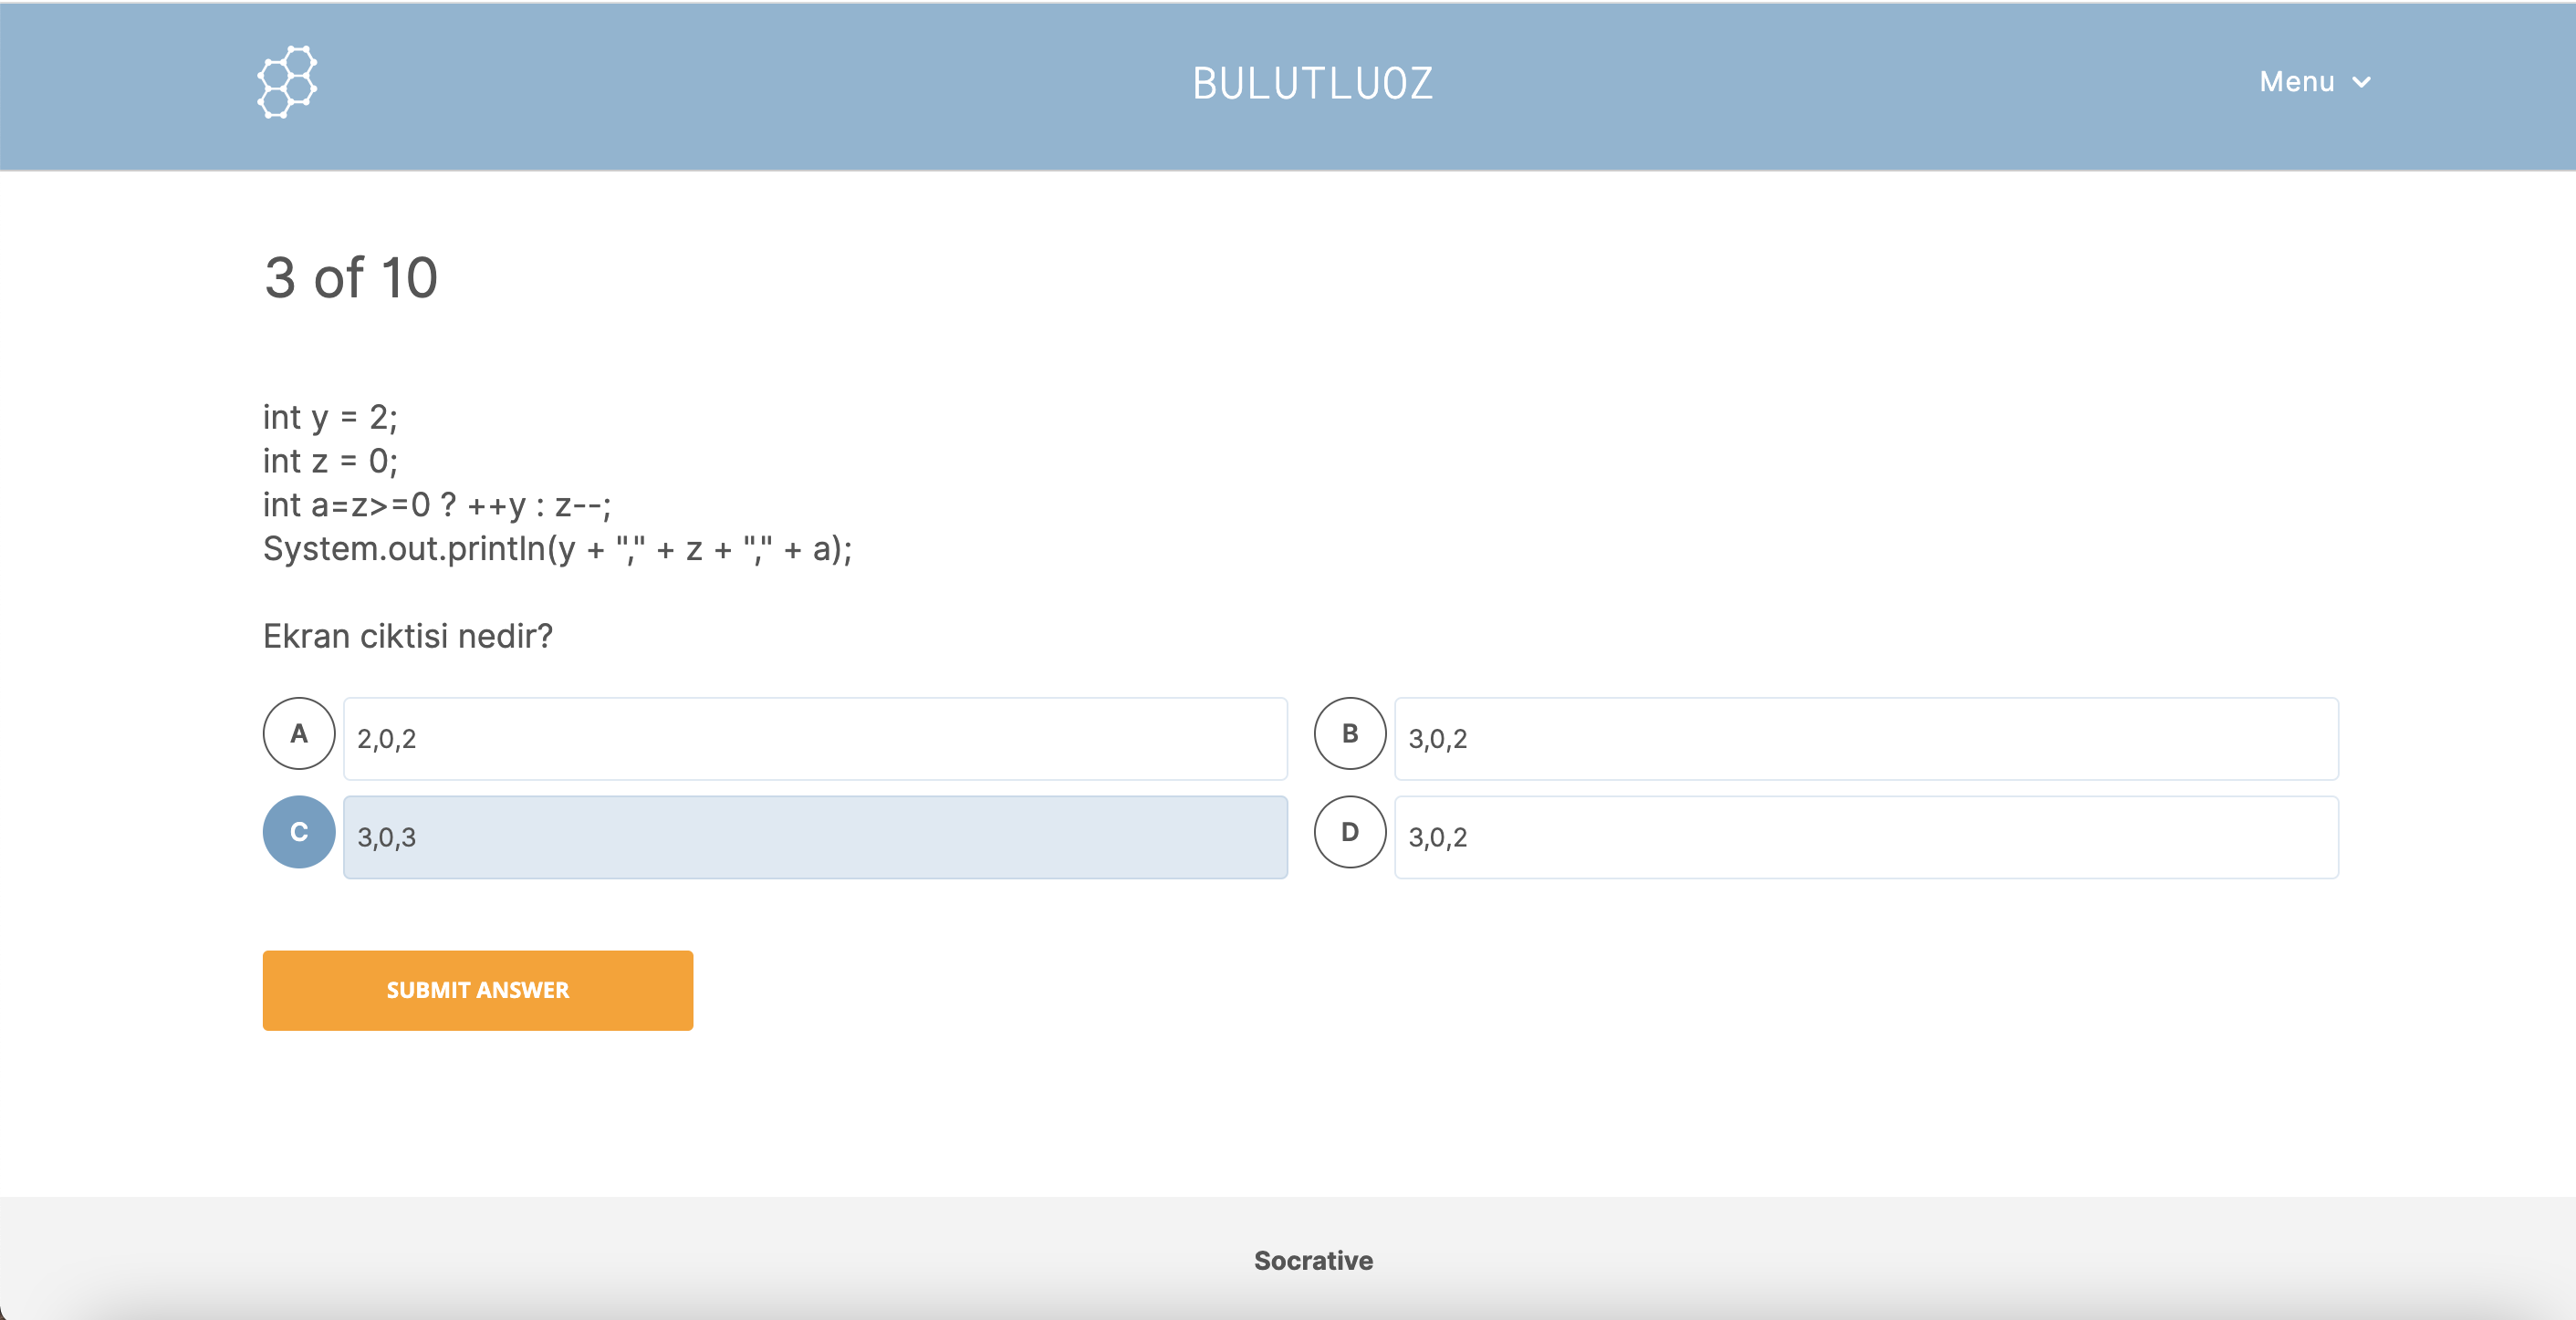 BULUTLUOZ
Menu
3 of 10
int y = 2;
int z = 0;
int a=z>=0 ? ++y : z--;
System.out.println(y + "," + z + "," + a);
Ekran ciktisi nedir?
A 2,0,2
B 3,0,2
C 3,0,3
D 3,0,2
SUBMIT ANSWER
Socrative